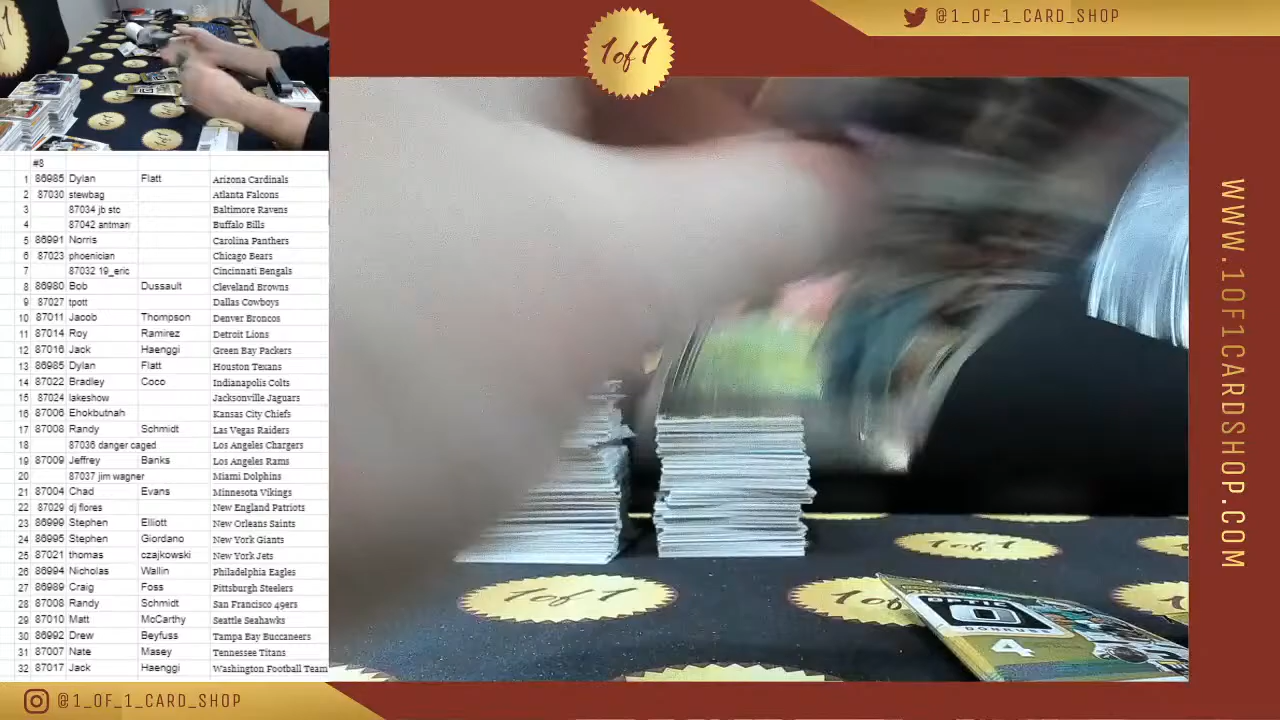 @1_OF_1_CARD_SHOP
1of1
#8
1 86985 Dylan Flatt Arizona Cardinals
2 87030 stewbag Atlanta Falcons
3 87034 jb stc Baltimore Ravens
4 87042 antman Buffalo Bills
5 86991 Norris Carolina Panthers
6 87023 phoenician Chicago Bears
7 87032 19_eric Cincinnati Bengals
8 86980 Bob Dussault Cleveland Browns
9 87027 tpott Dallas Cowboys
10 87011 Jacob Thompson Denver Broncos
11 87014 Roy Ramirez Detroit Lions
12 87016 Jack Haenggi Green Bay Packers
13 86985 Dylan Flatt Houston Texans
14 87022 Bradley Coco Indianapolis Colts
15 87024 lakeshow Jacksonville Jaguars
16 87006 Ehokbutnah Kansas City Chiefs
17 87008 Randy Schmidt Las Vegas Raiders
18 87036 danger caged Los Angeles Chargers
19 87009 Jeffrey Banks Los Angeles Rams
20 87037 jim wagner Miami Dolphins
21 87004 Chad Evans Minnesota Vikings
22 87029 dj flores New England Patriots
23 86999 Stephen Elliott New Orleans Saints
24 86995 Stephen Giordano New York Giants
25 87021 thomas czajkowski New York Jets
26 86994 Nicholas Wallin Philadelphia Eagles
27 86989 Craig Foss Pittsburgh Steelers
28 87008 Randy Schmidt San Francisco 49ers
29 87010 Matt McCarthy Seattle Seahawks
30 86992 Drew Beyfuss Tampa Bay Buccaneers
31 87007 Nate Masey Tennessee Titans
32 87017 Jack Haenggi Washington Football Team
WWW.1OF1CARDSHOP.COM
1of1
1of1
1of1
OPTIC
DONRUSS
4
@1_OF_1_CARD_SHOP